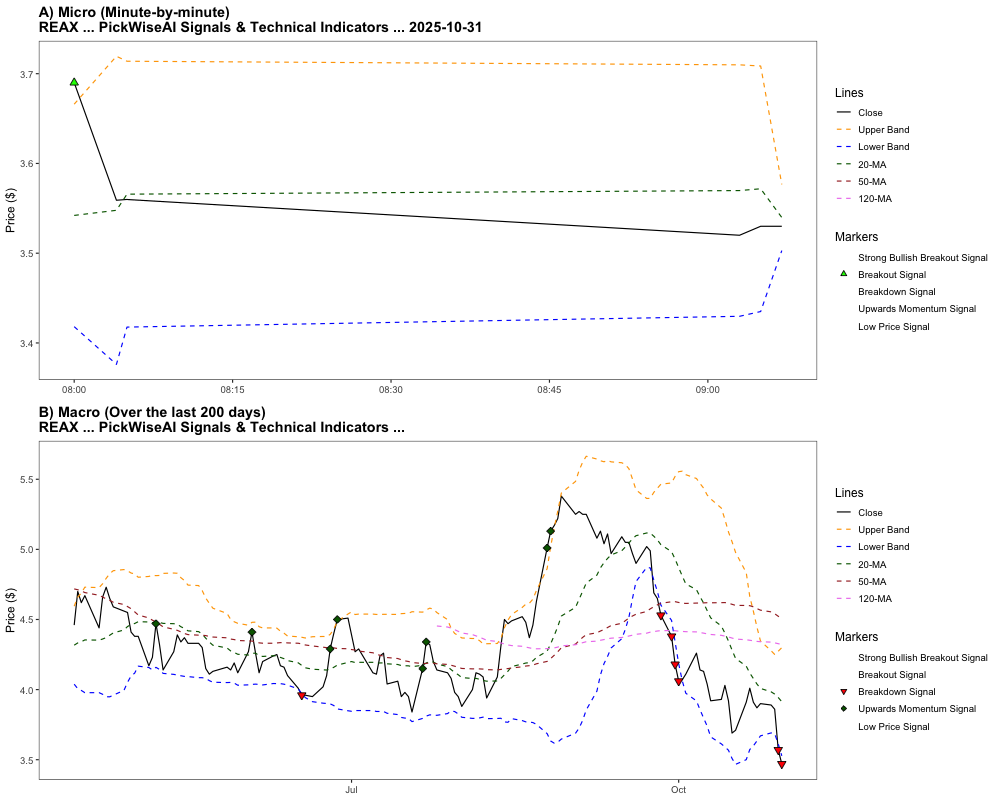 A) Micro (Minute-by-minute)
REAX ... PickWiseAI Signals & Technical Indicators ... 2025-10-31
Price ($)
3.7
3.6
3.5
3.4
08:00
08:15
08:30
08:45
09:00
Lines
Close
Upper Band
Lower Band
20-MA
50-MA
120-MA
Markers
Strong Bullish Breakout Signal
Breakout Signal
Breakdown Signal
Upwards Momentum Signal
Low Price Signal
B) Macro (Over the last 200 days)
REAX ... PickWiseAI Signals & Technical Indicators ...
Price ($)
5.5
5.0
4.5
4.0
3.5
Jul
Oct
Lines
Close
Upper Band
Lower Band
20-MA
50-MA
120-MA
Markers
Strong Bullish Breakout Signal
Breakout Signal
Breakdown Signal
Upwards Momentum Signal
Low Price Signal